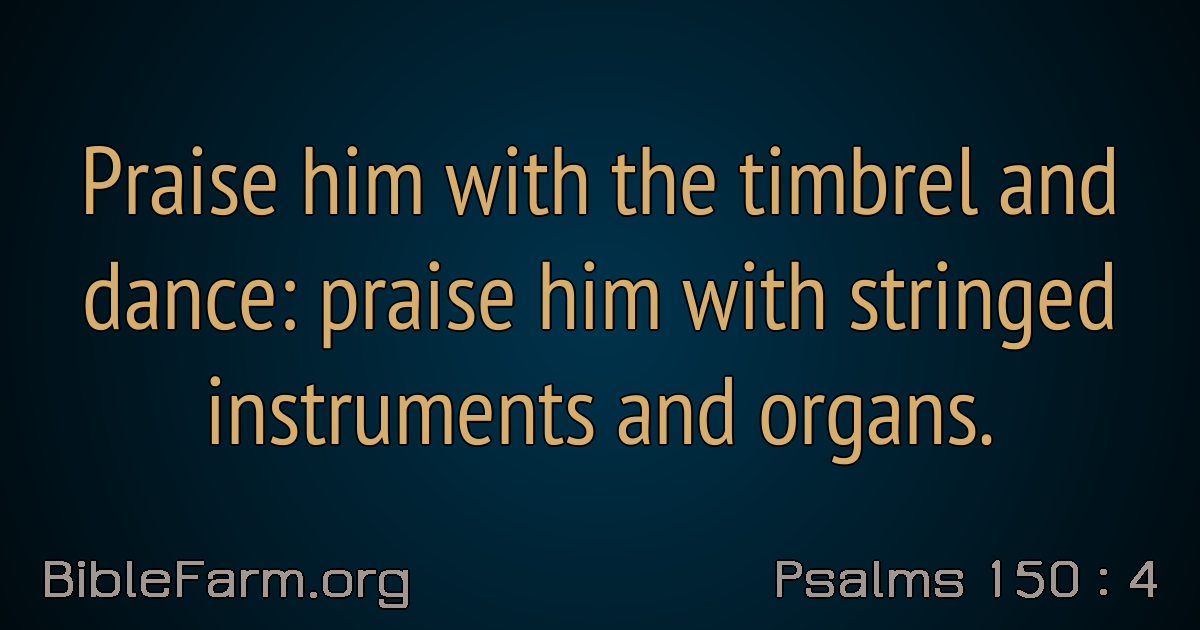 Praise him with the timbrel and
dance: praise him with stringed
instruments and organs.
BibleFarm.org
Psalms 150 : 4